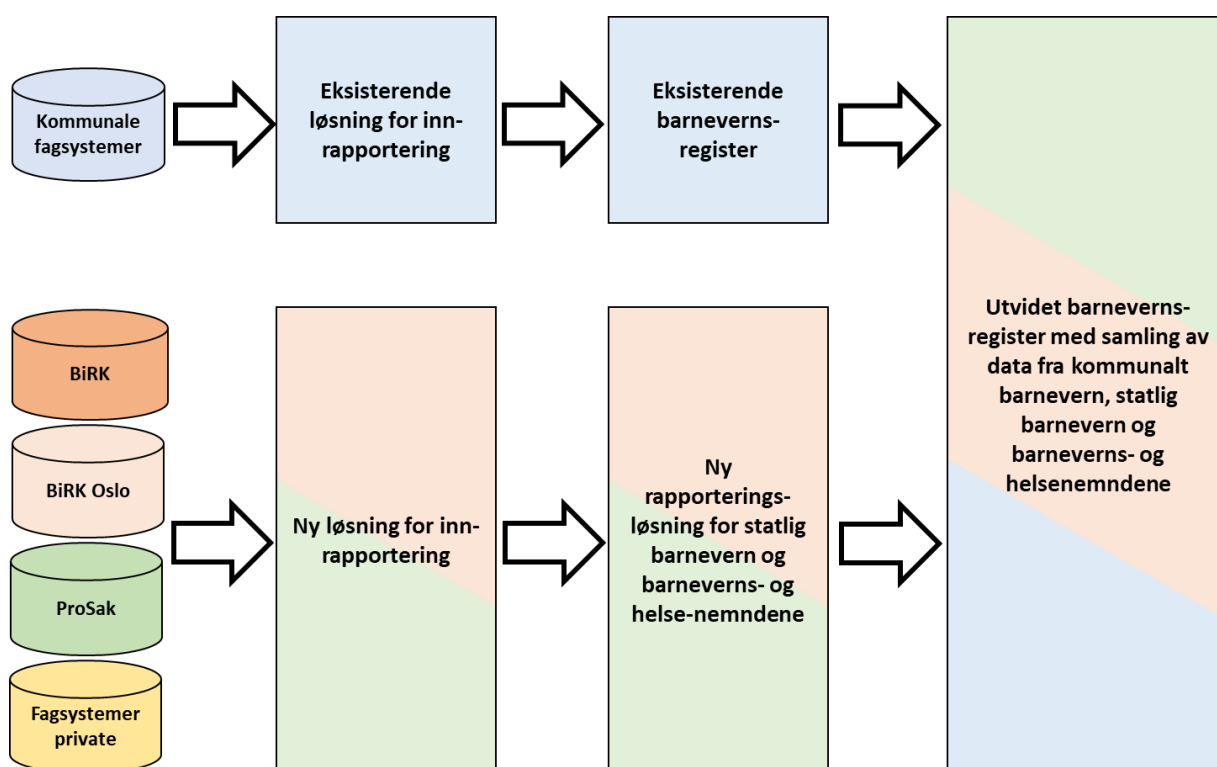 Kommunale
fagsystemer
Eksisterende
løsning for inn-
rapportering
Eksisterende
barneverns-
register
BiRK
BiRK Oslo
ProSak
Fagsystemer
private
Ny løsning for inn-
rapportering
Ny
rapporterings-
løsning for statlig
barnevern og
barneverns- og
helse-nemndene
Utvidet barneverns-
register med samling av
data fra kommunalt
barnevern, statlig
barnevern og
barneverns- og
helsenemndene